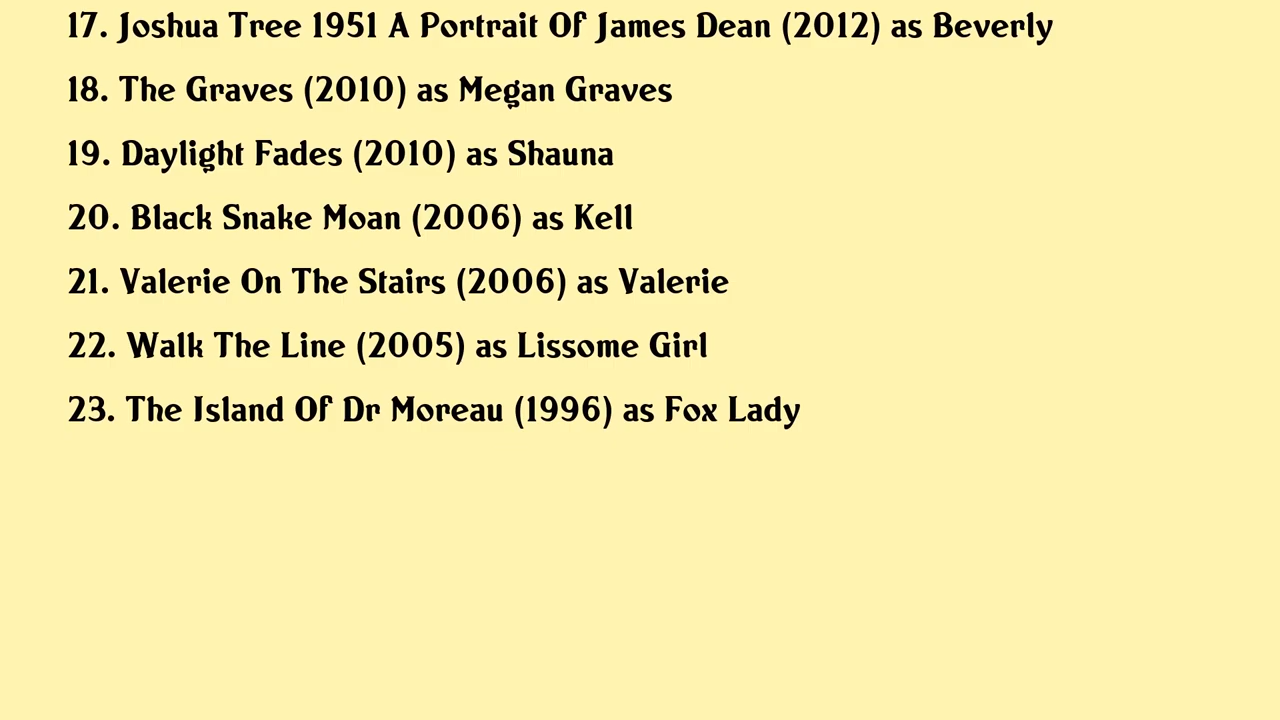 17. Joshua Tree 1951 A Portrait Of James Dean (2012) as Beverly
18. The Graves (2010) as Megan Graves
19. Daylight Fades (2010) as Shauna
20. Black Snake Moan (2006) as Kell
21. Valerie On The Stairs (2006) as Valerie
22. Walk The Line (2005) as Lissome Girl
23. The Island Of Dr Moreau (1996) as Fox Lady